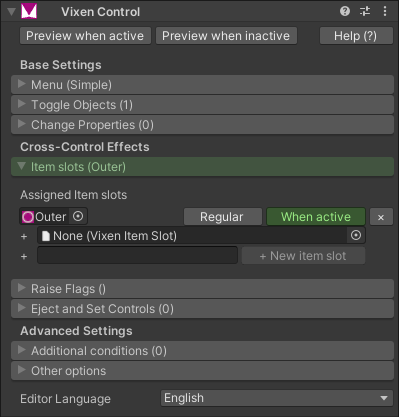 Vixen Control
Preview when active Preview when inactive Help (?)
Base Settings
Menu (Simple)
Toggle Objects (1)
Change Properties (0)
Cross-Control Effects
Item slots (Outer)
Assigned Item slots
Outer Regular When active ×
+ None (Vixen Item Slot)
+ + New item slot
Raise Flags ()
Eject and Set Controls (0)
Advanced Settings
Additional conditions (0)
Other options
Editor Language English